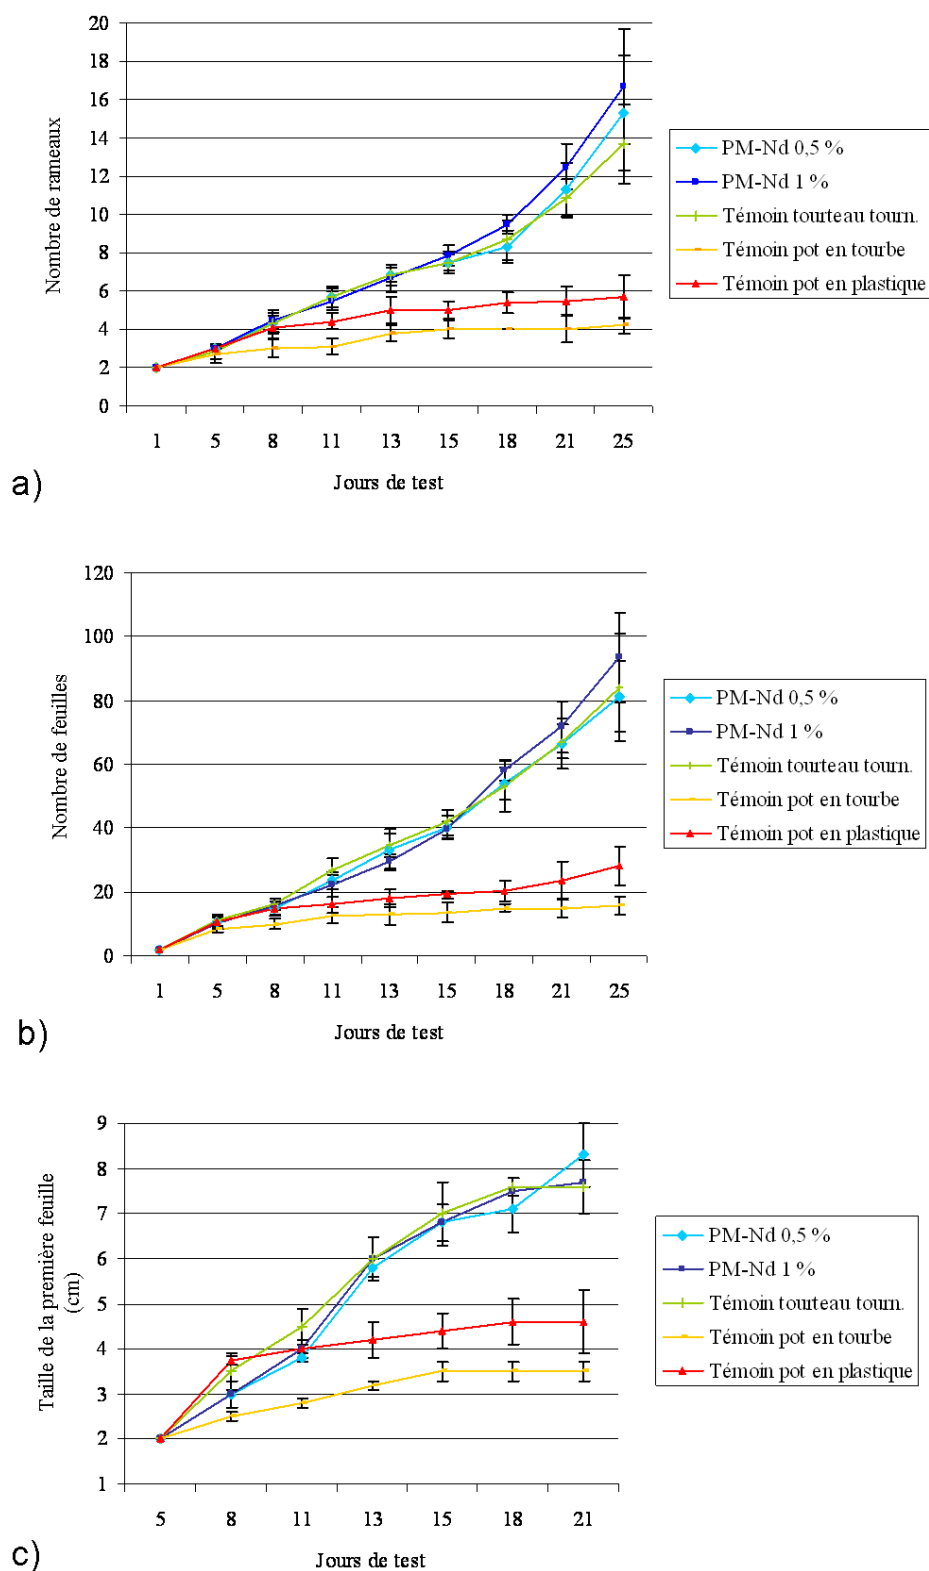 20
18
16
14
12
10
8
6
4
2
0
Nombre de rameaux
1 5 8 11 13 15 18 21 25
Jours de test
PM-Nd 0,5 %
PM-Nd 1 %
Témoin tourteau tourn.
Témoin pot en tourbe
Témoin pot en plastique
a)
120
100
80
60
40
20
0
Nombre de feuilles
1 5 8 11 13 15 18 21 25
Jours de test
PM-Nd 0,5 %
PM-Nd 1 %
Témoin tourteau tourn.
Témoin pot en tourbe
Témoin pot en plastique
b)
9
8
7
6
5
4
3
2
1
Taille de la première feuille
(cm)
5 8 11 13 15 18 21
Jours de test
PM-Nd 0,5 %
PM-Nd 1 %
Témoin tourteau tourn.
Témoin pot en tourbe
Témoin pot en plastique
c)